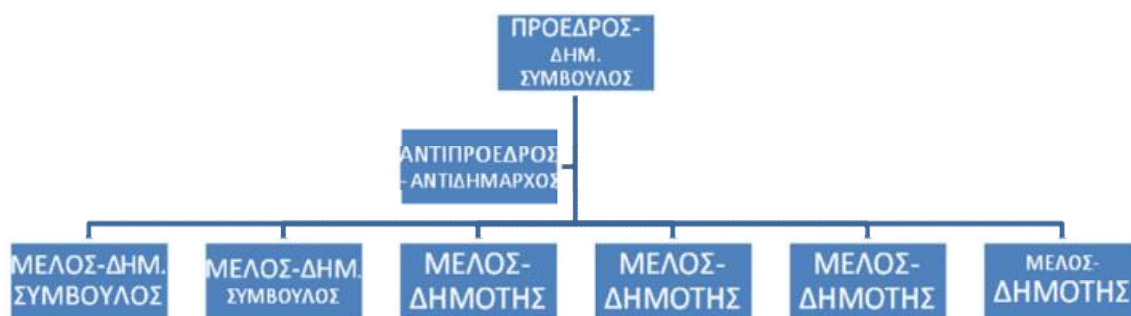 ΠΡΟΕΔΡΟΣ-
ΔΗΜ.
ΣΥΜΒΟΥΛΟΣ
ΑΝΤΙΠΡΟΕΔΡΟΣ
- ΑΝΤΙΔΗΜΑΡΧΟΣ
ΜΕΛΟΣ-ΔΗΜ.
ΣΥΜΒΟΥΛΟΣ
ΜΕΛΟΣ-ΔΗΜ.
ΣΥΜΒΟΥΛΟΣ
ΜΕΛΟΣ-
ΔΗΜΟΤΗΣ
ΜΕΛΟΣ-
ΔΗΜΟΤΗΣ
ΜΕΛΟΣ-
ΔΗΜΟΤΗΣ
ΜΕΛΟΣ-
ΔΗΜΟΤΗΣ